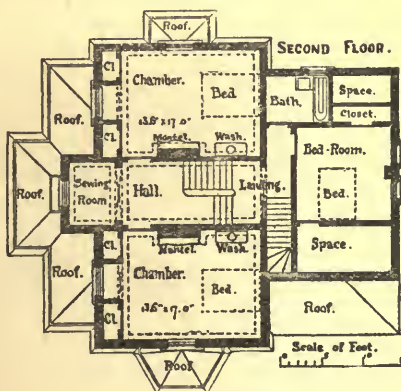 Roof.
SECOND FLOOR.
Cl
Chamber.
Bed.
13.6" x 17.0"
Cl
Mantel.
Wash.
Roof.
Bath.
Space.
Closet.
Roof.
Sewing
Room
Hall.
Landing.
Bed-Room.
Bed.
Roof.
Cl.
Mantel.
Wash.
Chamber.
Bed.
13.6" x 17.0"
Cl
Space.
Roof.
Roof
Scale of Feet.